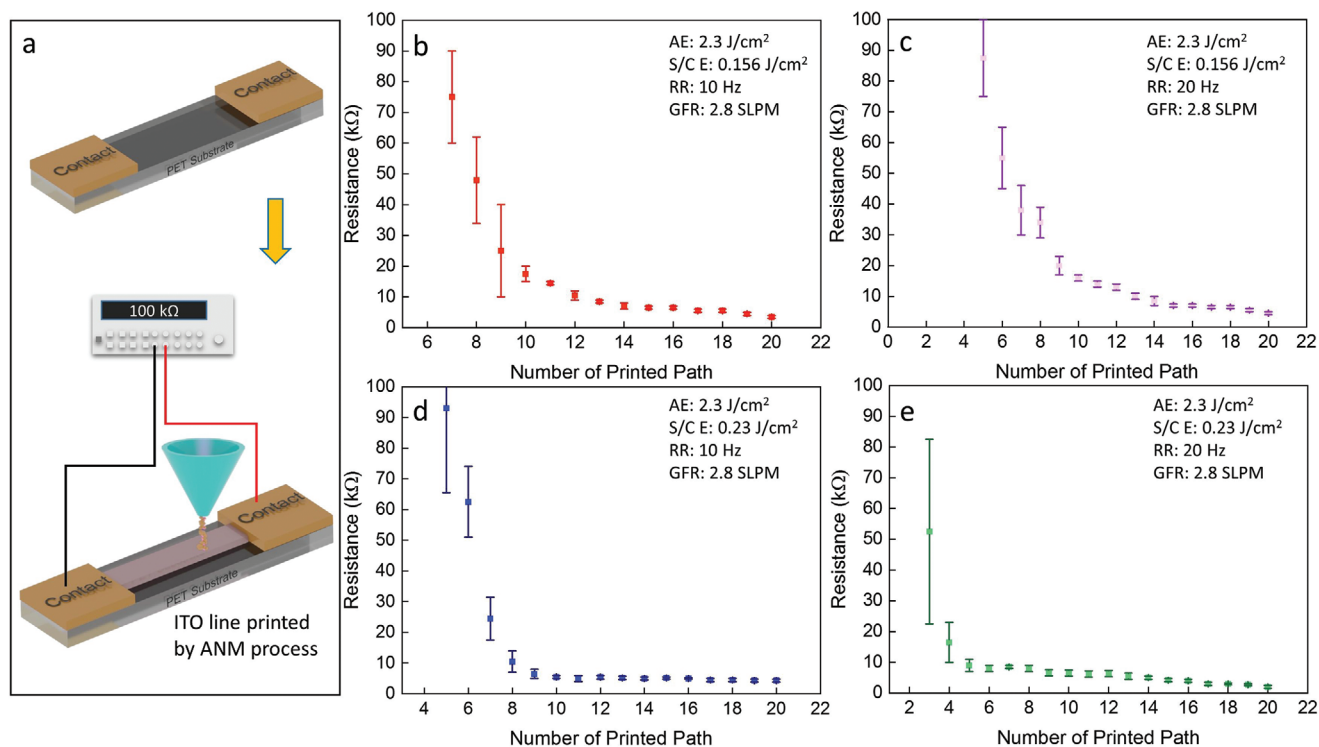 a
Contact
Contact
PET Substrate
100 kΩ
Contact
Contact
PET Substrate
ITO line printed
by ANM process
b
AE: 2.3 J/cm²
S/C E: 0.156 J/cm²
RR: 10 Hz
GFR: 2.8 SLPM
Resistance (kΩ)
100
90
80
70
60
50
40
30
20
10
0
6 8 10 12 14 16 18 20 22
Number of Printed Path
c
AE: 2.3 J/cm²
S/C E: 0.156 J/cm²
RR: 20 Hz
GFR: 2.8 SLPM
Resistance (kΩ)
100
90
80
70
60
50
40
30
20
10
0
0 2 4 6 8 10 12 14 16 18 20 22
Number of Printed Path
d
AE: 2.3 J/cm²
S/C E: 0.23 J/cm²
RR: 10 Hz
GFR: 2.8 SLPM
Resistance (kΩ)
100
90
80
70
60
50
40
30
20
10
0
4 6 8 10 12 14 16 18 20 22
Number of Printed Path
e
AE: 2.3 J/cm²
S/C E: 0.23 J/cm²
RR: 20 Hz
GFR: 2.8 SLPM
Resistance (kΩ)
100
90
80
70
60
50
40
30
20
10
0
2 4 6 8 10 12 14 16 18 20 22
Number of Printed Path